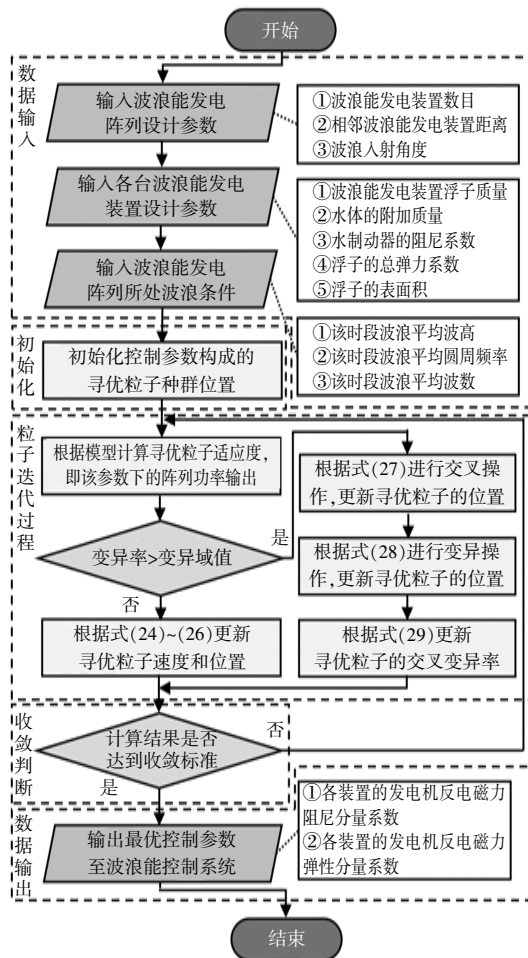 开始
数据输入
输入波浪能发电
阵列设计参数
①波浪能发电装置数目
②相邻波浪能发电装置距离
③波浪入射角度
输入各台波浪能发电
装置设计参数
①波浪能发电装置浮子质量
②水体的附加质量
③水制动器的阻尼系数
④浮子的总弹力系数
⑤浮子的表面积
输入波浪能发电
阵列所处波浪条件
①该时段波浪平均波高
②该时段波浪平均圆周频率
③该时段波浪平均波数
初始化
初始化控制参数构成的
寻优粒子种群位置
粒子迭代过程
根据模型计算寻优粒子适应度,
即该参数下的阵列功率输出
变异率>变异域值
是
否
根据式(27)进行交叉操
作,更新寻优粒子的位置
根据式(28)进行变异操
作,更新寻优粒子的位置
根据式(29)更新
寻优粒子的交叉变异率
根据式(24)~(26)更新
寻优粒子速度和位置
收敛判断
计算结果是否
达到收敛标准
否
是
数据输出
输出最优控制参数
至波浪能控制系统
①各装置的发电机反电磁力
阻尼分量系数
②各装置的发电机反电磁力
弹性分量系数
结束